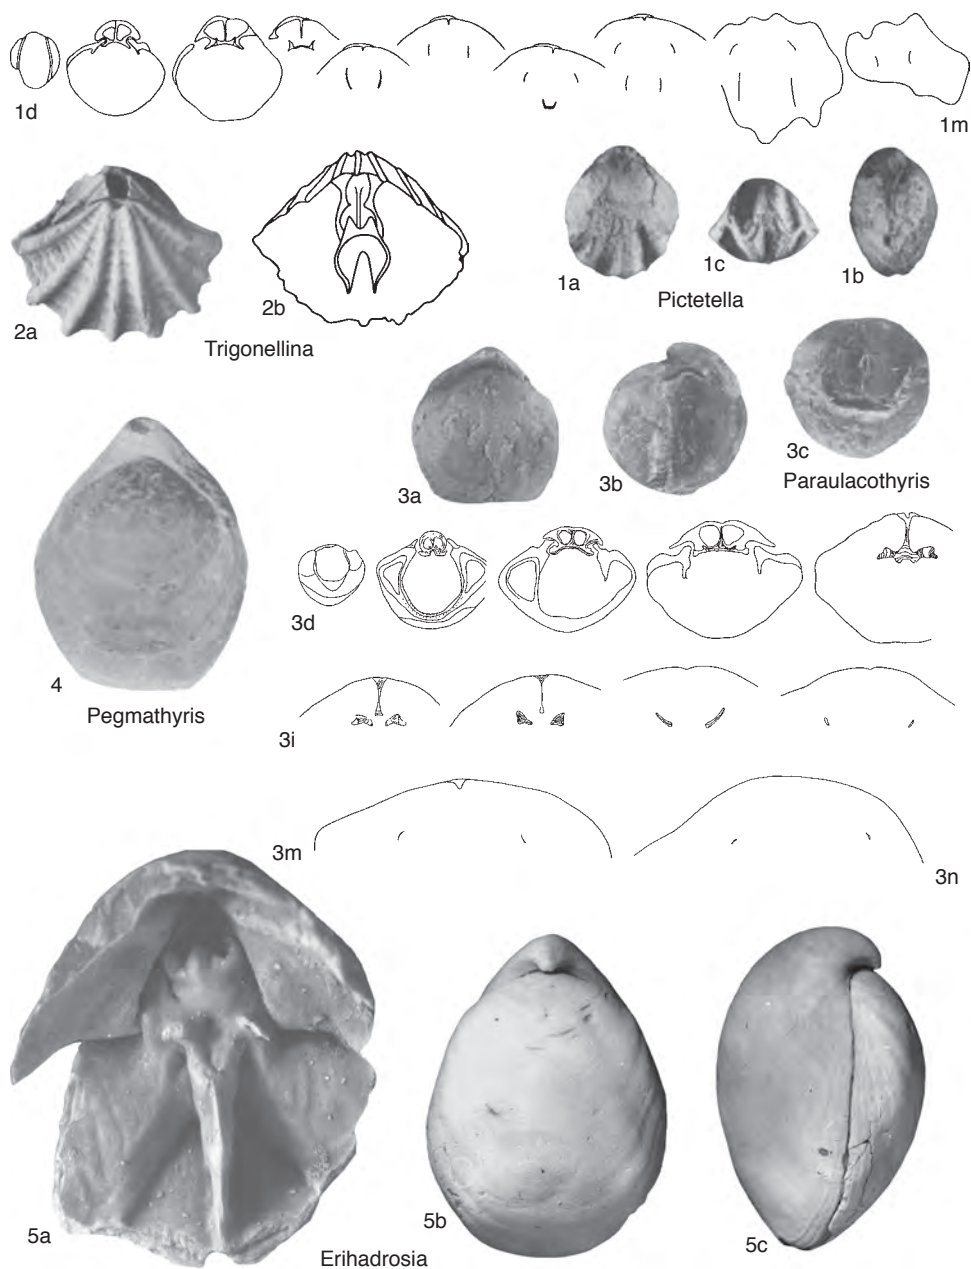 1d
1m
2a
2b
Trigonellina
1a
1c
1b
Pictetella
3a
3b
3c
Paraulacothyris
4
Pegmathyris
3d
3i
3m
3n
5a
5b
5c
Erihadrosia